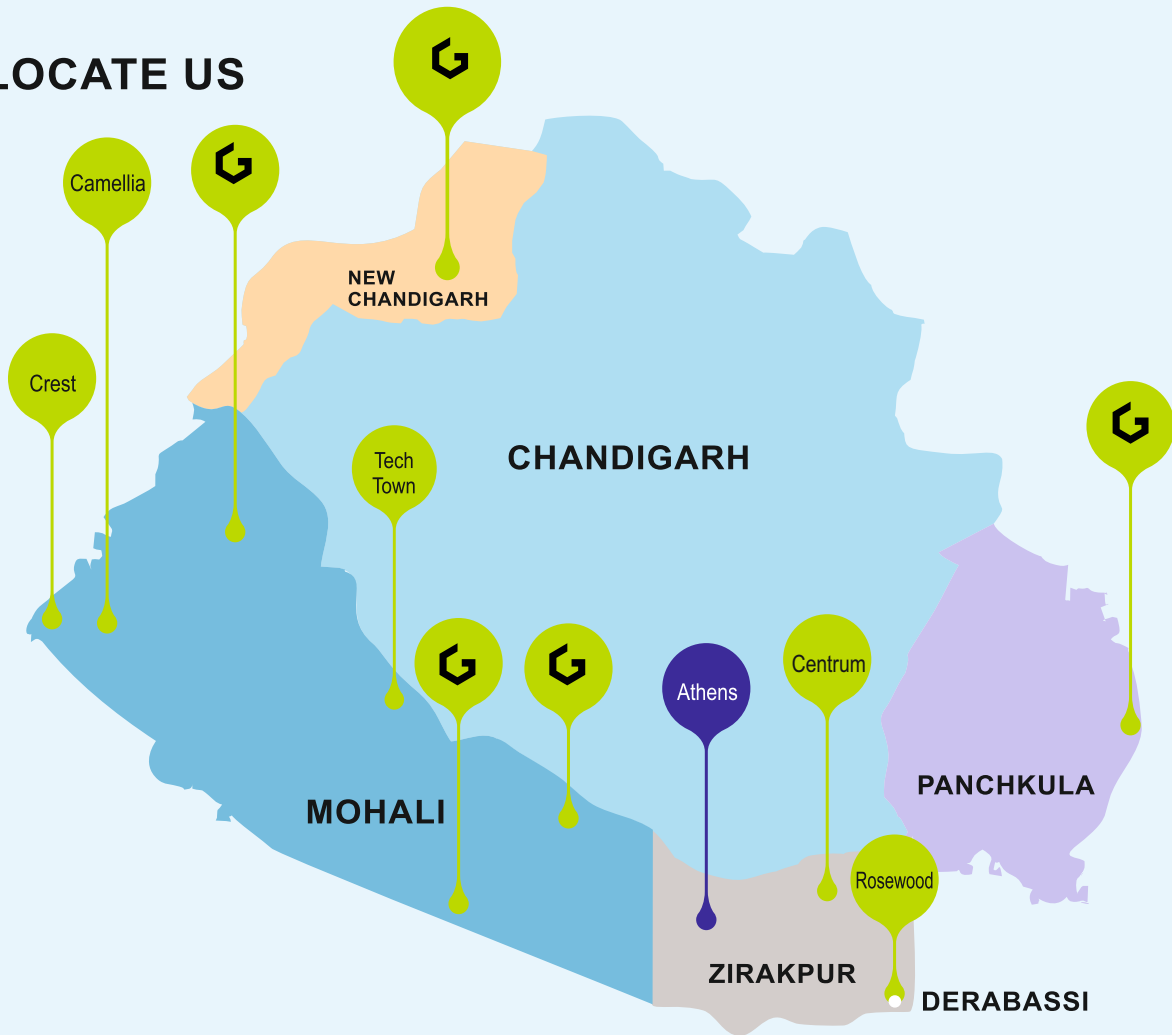 LOCATE US
Camellia
NEW
CHANDIGARH
Crest
CHANDIGARH
Tech
Town
Centrum
Athens
PANCHKULA
MOHALI
Rosewood
ZIRAKPUR
DERABASSI